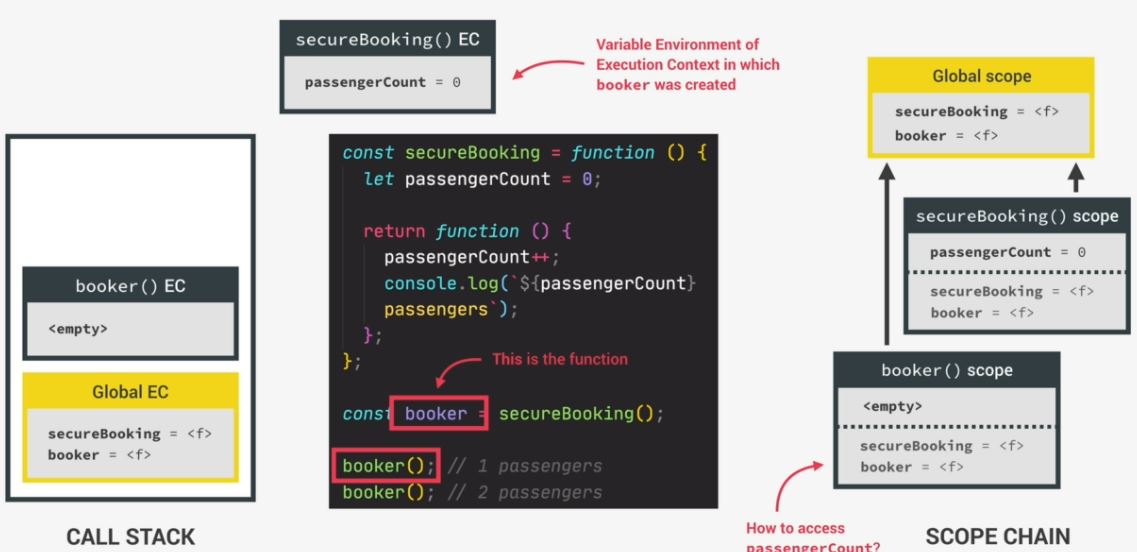 secureBooking() EC
passengerCount = 0
Variable Environment of
Execution Context in which
booker was created
booker() EC
<empty>
Global EC
secureBooking = <f>
booker = <f>
CALL STACK
const secureBooking = function () {
let passengerCount = 0;
return function () {
passengerCount++;
console.log(`${passengerCount}
passengers`);
};
};
This is the function
const booker = secureBooking();
booker(); // 1 passengers
booker(); // 2 passengers
Global scope
secureBooking = <f>
booker = <f>
secureBooking() scope
passengerCount = 0
secureBooking = <f>
booker = <f>
booker() scope
<empty>
secureBooking = <f>
booker = <f>
How to access
passengerCount?
SCOPE CHAIN